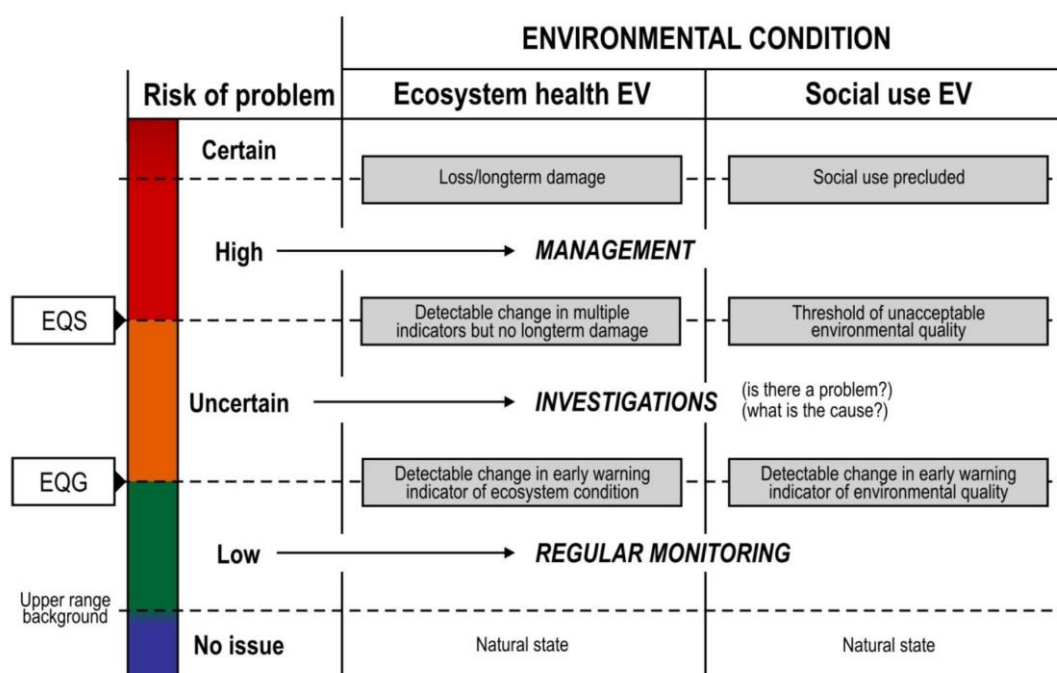 ENVIRONMENTAL CONDITION
Risk of problem
Ecosystem health EV
Social use EV
Certain
Loss/longterm damage
Social use precluded
High
MANAGEMENT
EQS
Detectable change in multiple
indicators but no longterm damage
Threshold of unacceptable
environmental quality
Uncertain
INVESTIGATIONS
(is there a problem?)
(what is the cause?)
EQG
Detectable change in early warning
indicator of ecosystem condition
Detectable change in early warning
indicator of environmental quality
Low
REGULAR MONITORING
Upper range
background
No issue
Natural state
Natural state